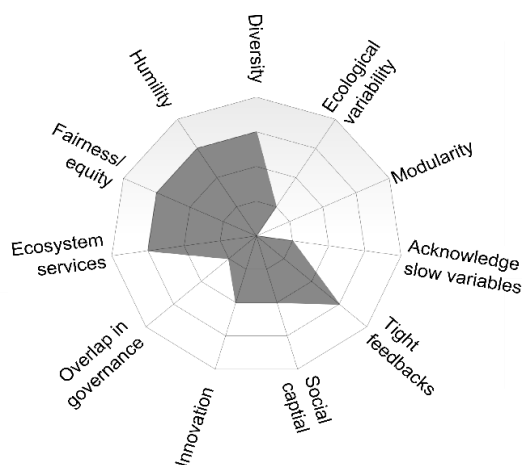 Diversity
Ecological
variability
Modularity
Acknowledge
slow variables
Tight
feedbacks
Social
captial
Innovation
Overlap in
governance
Ecosystem
services
Fairness/
equity
Humility